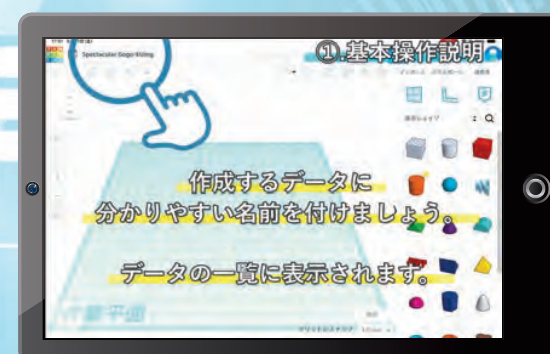 Spectacular Gogo-Kieing
①.基本操作説明
作成するデータに
分かりやすい名前を付けましょう。
データの一覧に表示されます。
作業平面